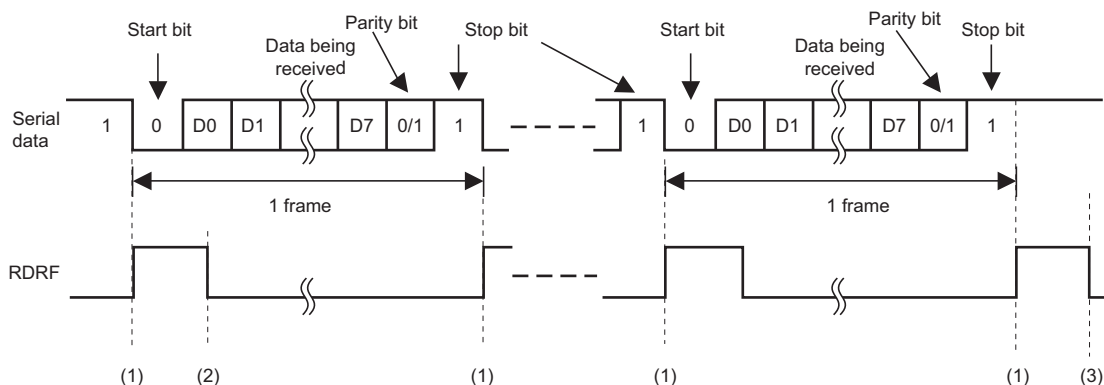 Start bit
Data being received
Parity bit
Stop bit
Start bit
Data being received
Parity bit
Stop bit
Serial data
1 0 D0 D1 D7 0/1 1 1 0 D0 D1 D7 0/1 1
1 frame 1 frame
RDRF
(1) (2) (1) (1) (1) (3)